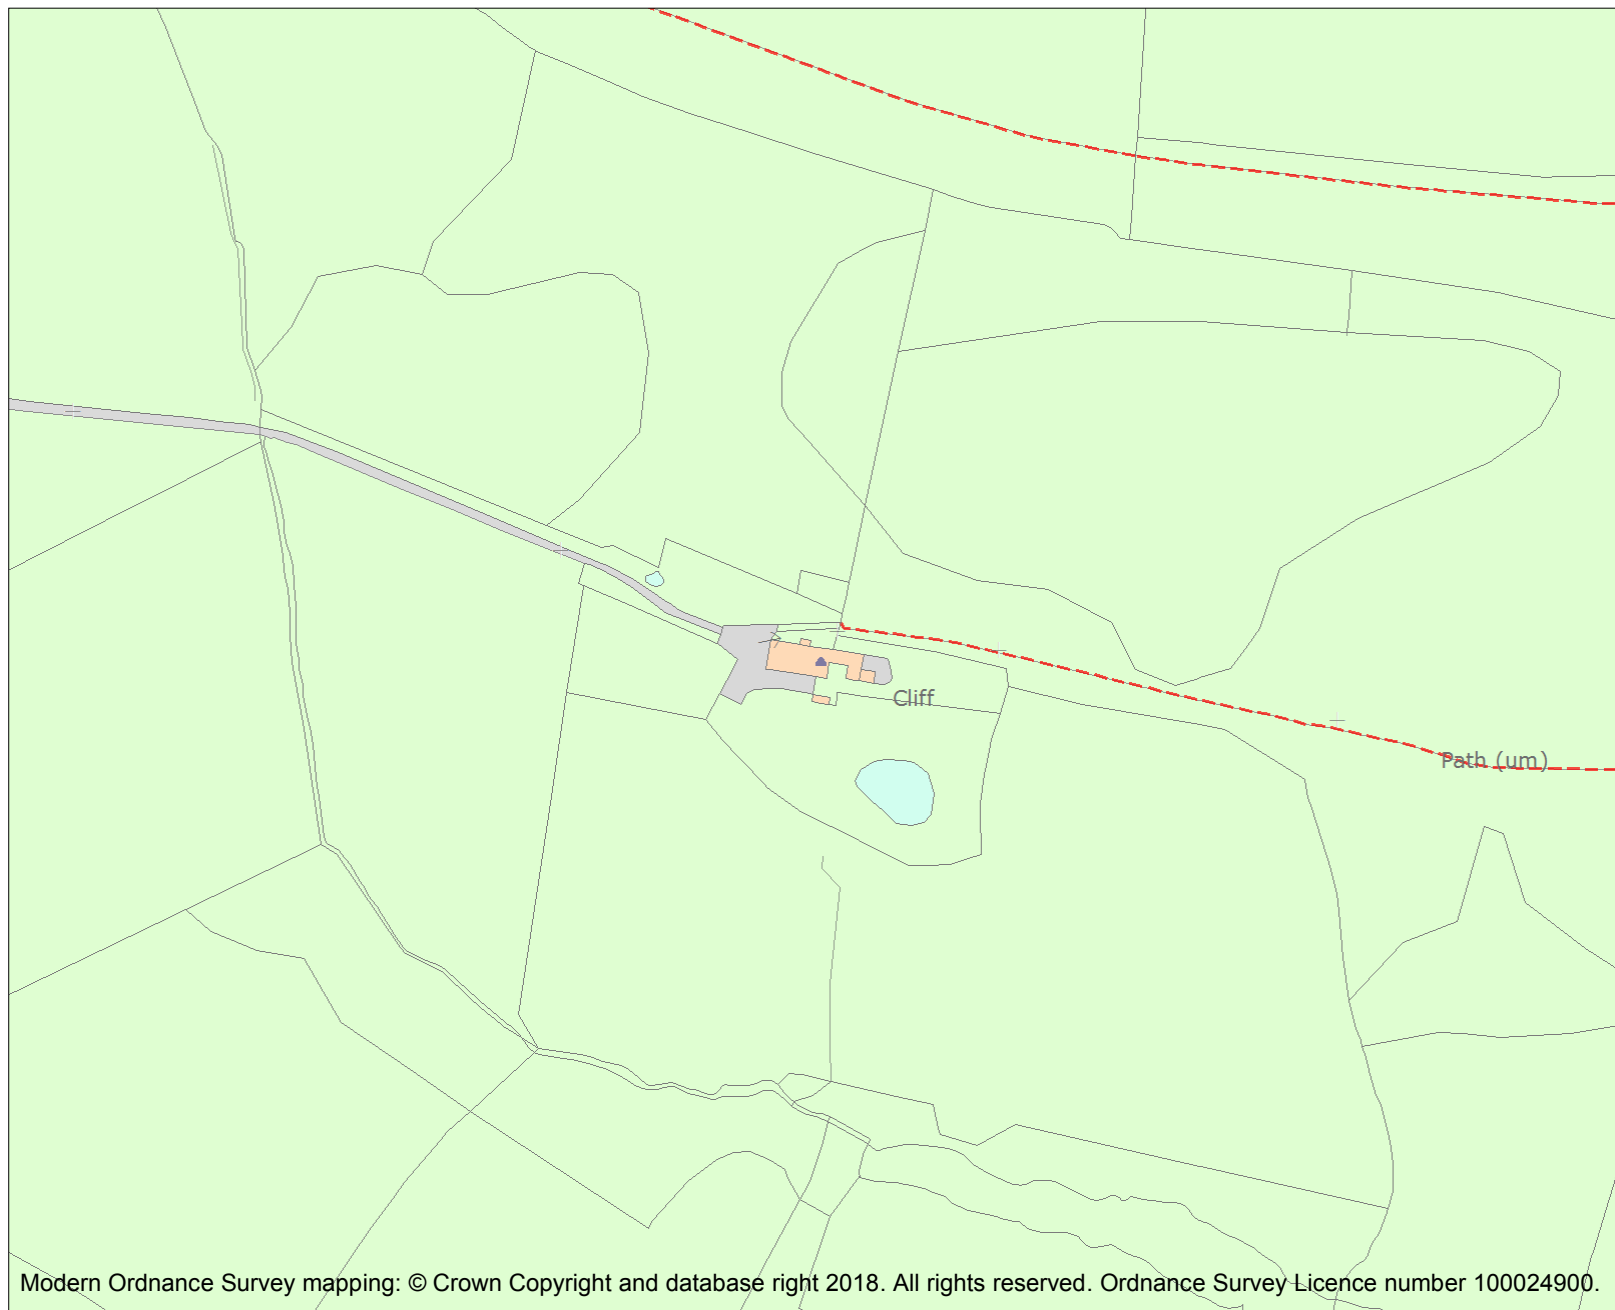 Cliff
Path (um)
Modern Ordnance Survey mapping: © Crown Copyright and database right 2018. All rights reserved. Ordnance Survey Licence number 100024900.